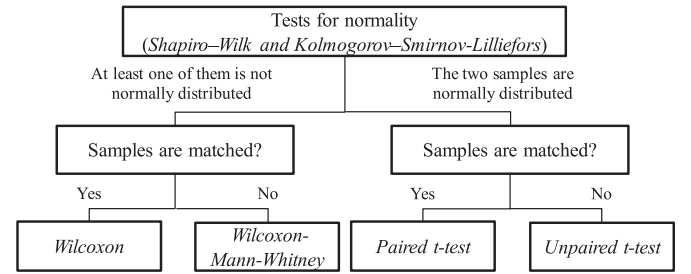 Tests for normality
(Shapiro–Wilk and Kolmogorov–Smirnov-Lilliefors)
At least one of them is not
normally distributed
The two samples are
normally distributed
Samples are matched?
Samples are matched?
Yes
No
Yes
No
Wilcoxon
Wilcoxon-
Mann-Whitney
Paired t-test
Unpaired t-test